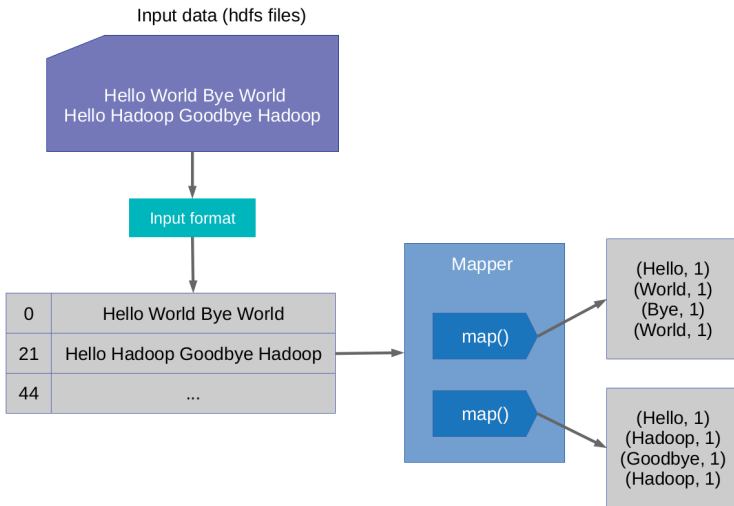 Input data (hdfs files)
Hello World Bye World
Hello Hadoop Goodbye Hadoop
Input format
0 Hello World Bye World
21 Hello Hadoop Goodbye Hadoop
44 ...
Mapper
map()
map()
(Hello, 1)
(World, 1)
(Bye, 1)
(World, 1)
(Hello, 1)
(Hadoop, 1)
(Goodbye, 1)
(Hadoop, 1)